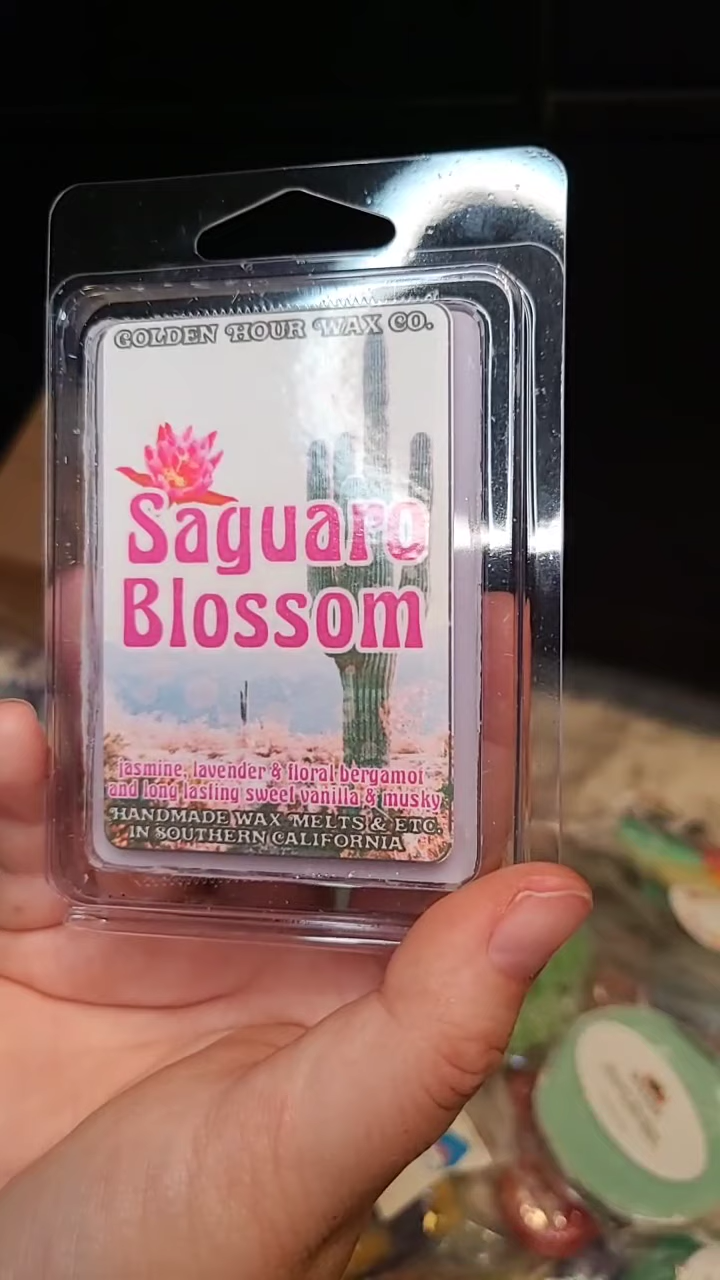 GOLDEN HOUR WAX CO.
Saguaro
Blossom
jasmine, lavender & floral bergamot
and long lasting sweet vanilla & musky
HANDMADE WAX MELTS & ETC.
IN SOUTHERN CALIFORNIA